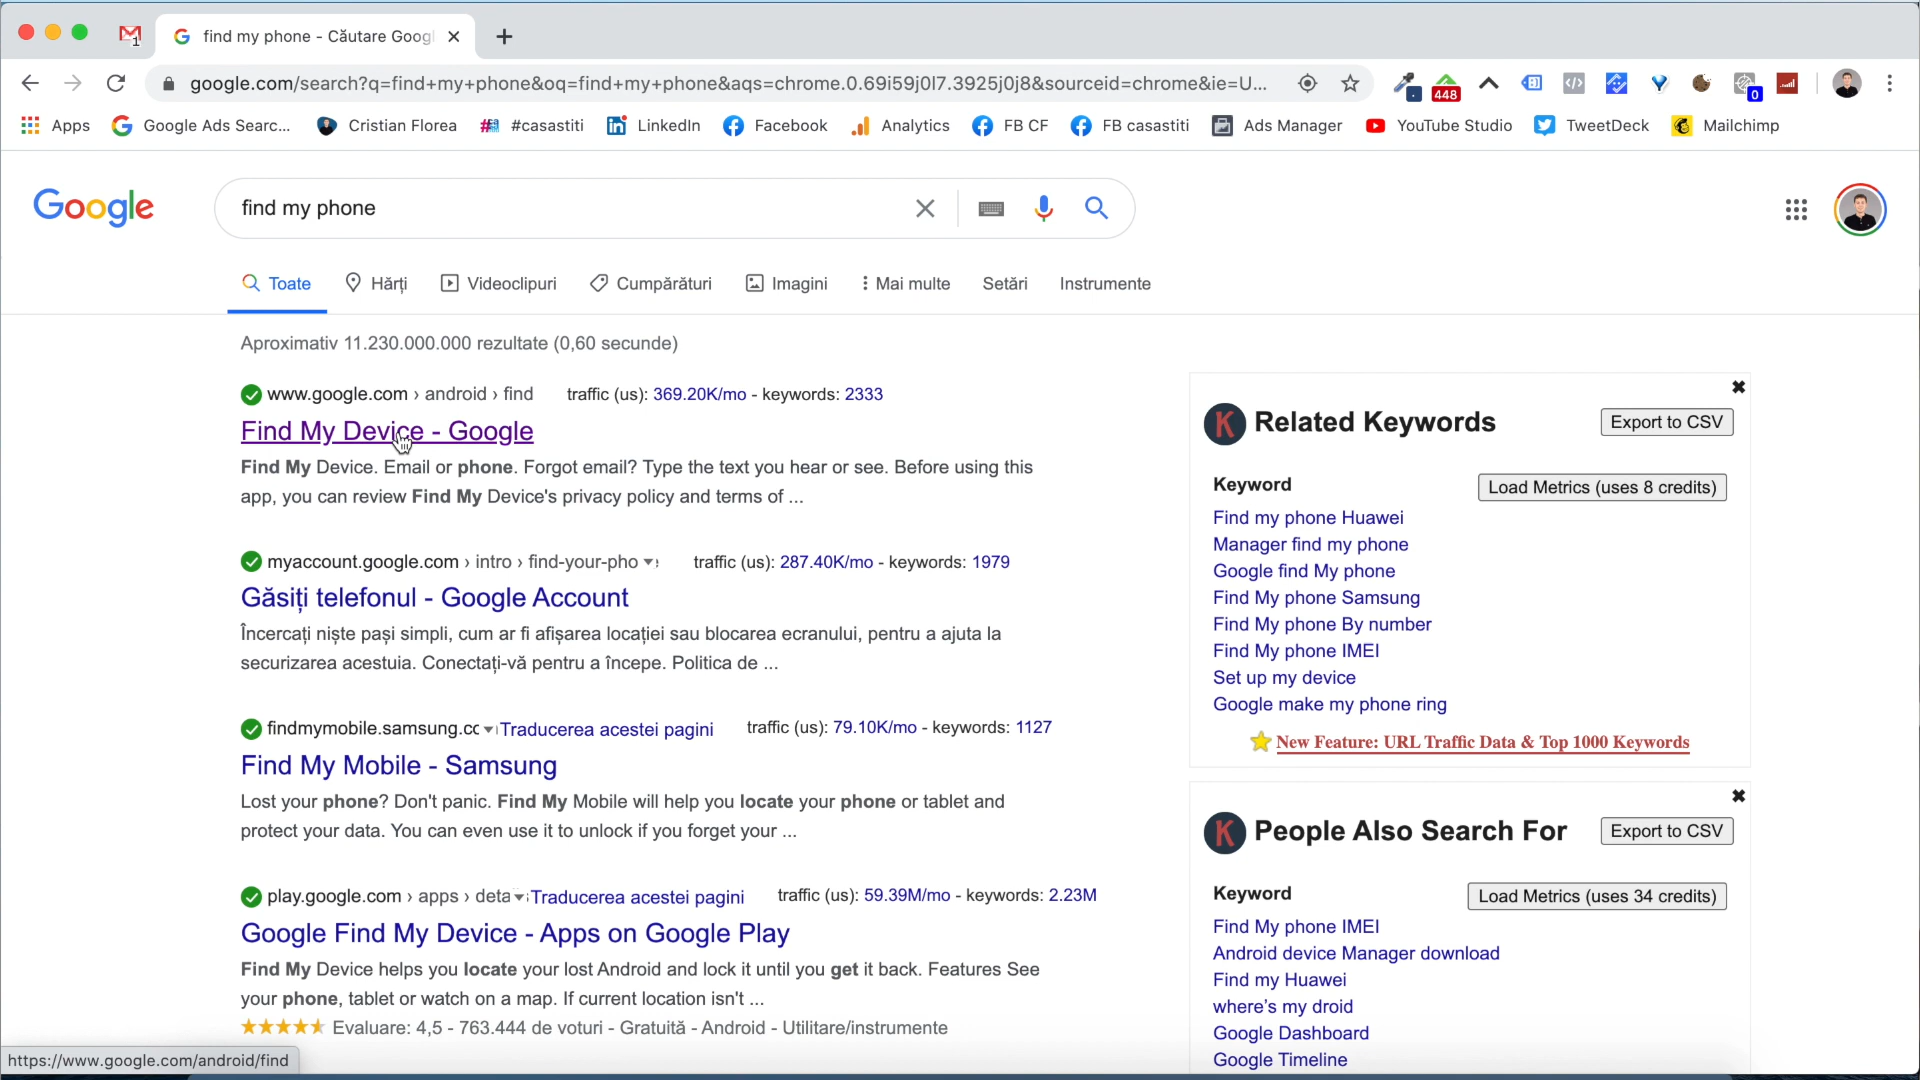 1
find my phone - Căutare Googl
google.com/search?q=find+my+phone&oq=find+my+phone&aqs=chrome.0.69i59j0l7.3925j0j8&sourceid=chrome&ie=U...
448
0
Apps
Google Ads Searc...
Cristian Florea
#casastiti
LinkedIn
Facebook
Analytics
FB CF
FB casastiti
Ads Manager
YouTube Studio
TweetDeck
Mailchimp
Google
find my phone
Toate
Hărți
Videoclipuri
Cumpărături
Imagini
Mai multe
Setări
Instrumente
Aproximativ 11.230.000.000 rezultate (0,60 secunde)
www.google.com › android › find traffic (us): 369.20K/mo - keywords: 2333
Find My Device - Google
Find My Device. Email or phone. Forgot email? Type the text you hear or see. Before using this
app, you can review Find My Device's privacy policy and terms of ...
myaccount.google.com › intro › find-your-pho traffic (us): 287.40K/mo - keywords: 1979
Găsiți telefonul - Google Account
Încercați niște pași simpli, cum ar fi afișarea locației sau blocarea ecranului, pentru a ajuta la
securizarea acestuia. Conectați-vă pentru a începe. Politica de ...
findmymobile.samsung.cc Traducerea acestei pagini traffic (us): 79.10K/mo - keywords: 1127
Find My Mobile - Samsung
Lost your phone? Don't panic. Find My Mobile will help you locate your phone or tablet and
protect your data. You can even use it to unlock if you forget your ...
play.google.com › apps › deta Traducerea acestei pagini traffic (us): 59.39M/mo - keywords: 2.23M
Google Find My Device - Apps on Google Play
Find My Device helps you locate your lost Android and lock it until you get it back. Features See
your phone, tablet or watch on a map. If current location isn't ...
Evaluare: 4,5 - 763.444 de voturi - Gratuită - Android - Utilitare/instrumente
https://www.google.com/android/find
K Related Keywords
Export to CSV
Keyword
Load Metrics (uses 8 credits)
Find my phone Huawei
Manager find my phone
Google find My phone
Find My phone Samsung
Find My phone By number
Find My phone IMEI
Set up my device
Google make my phone ring
New Feature: URL Traffic Data & Top 1000 Keywords
K People Also Search For
Export to CSV
Keyword
Load Metrics (uses 34 credits)
Find My phone IMEI
Android device Manager download
Find my Huawei
where's my droid
Google Dashboard
Google Timeline